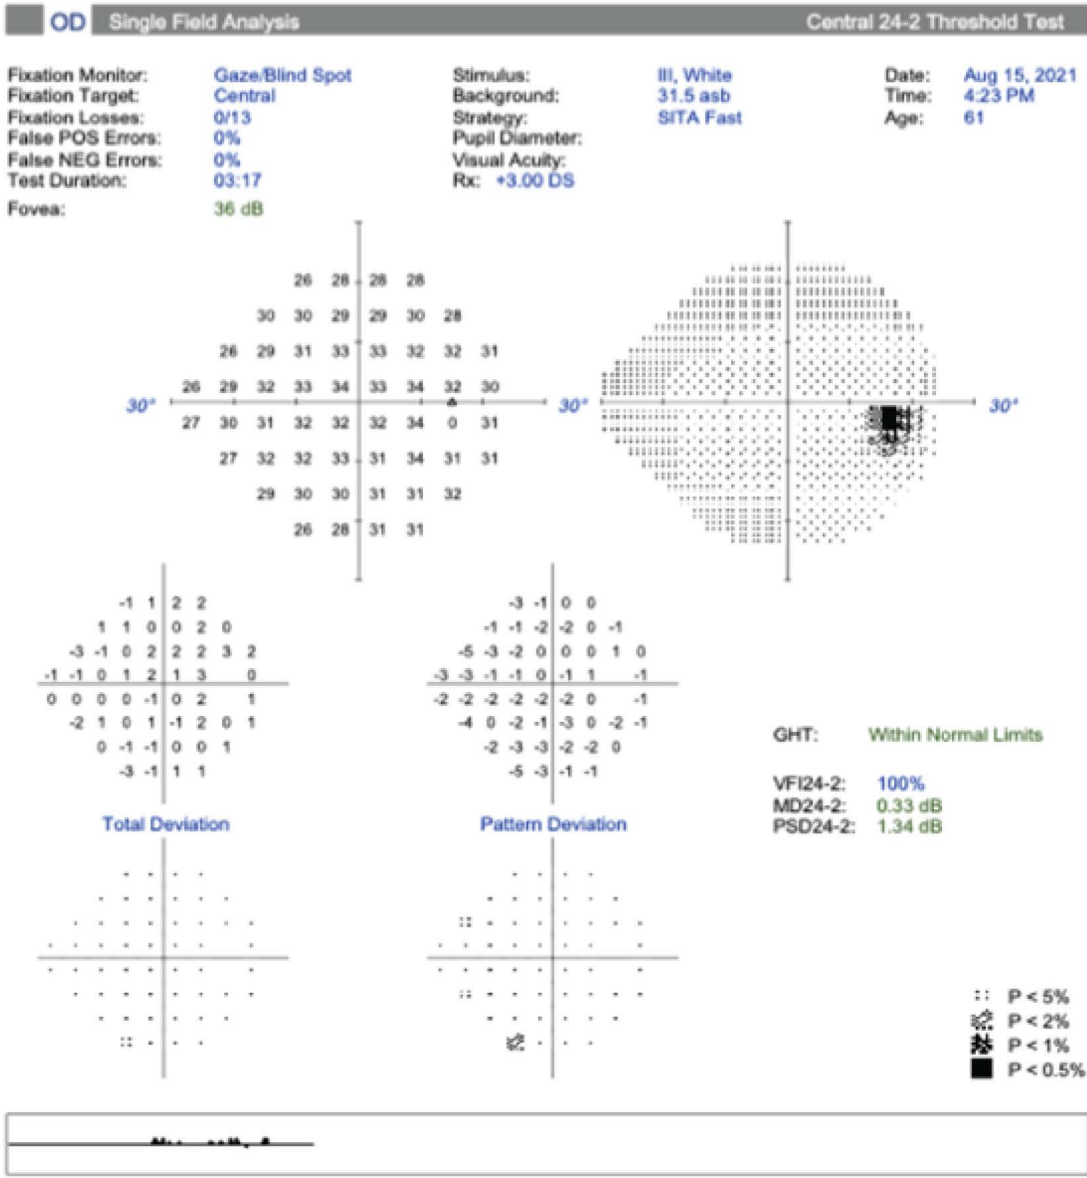 OD Single Field Analysis Central 24-2 Threshold Test
Fixation Monitor: Gaze/Blind Spot Stimulus: III, White Date: Aug 15, 2021
Fixation Target: Central Background: 31.5 asb Time: 4:23 PM
Fixation Losses: 0/13 Strategy: SITA Fast Age: 61
False POS Errors: 0% Pupil Diameter:
False NEG Errors: 0% Visual Acuity:
Test Duration: 03:17 Rx: +3.00 DS
Fovea: 36 dB
26 28 28 28
30 30 29 29 30 28
26 29 31 33 33 32 32 31
26 29 32 33 34 33 34 32 30
30° 30° 30°
27 30 31 32 32 32 34 0 31
27 32 32 33 31 34 31 31
29 30 30 31 31 32
26 28 31 31
-1 1 2 2 -3 -1 0 0
1 1 0 0 2 0 -1 -1 -2 -2 0 -1
-3 -1 0 2 2 2 3 2 -5 -3 -2 0 0 0 1 0
-1 -1 0 1 2 1 3 0 -3 -3 -1 -1 0 -1 1 -1
0 0 0 0 -1 0 2 1 -2 -2 -2 -2 -2 -2 0 -1
-2 1 0 1 -1 2 0 1 -4 0 -2 -1 -3 0 -2 -1
GHT: Within Normal Limits
0 -1 -1 0 0 1 -2 -3 -3 -2 -2 0
-3 -1 1 1 -5 -3 -1 -1
VFI24-2: 100%
MD24-2: 0.33 dB
PSD24-2: 1.34 dB
Total Deviation Pattern Deviation
P < 5%
P < 2%
P < 1%
P < 0.5%